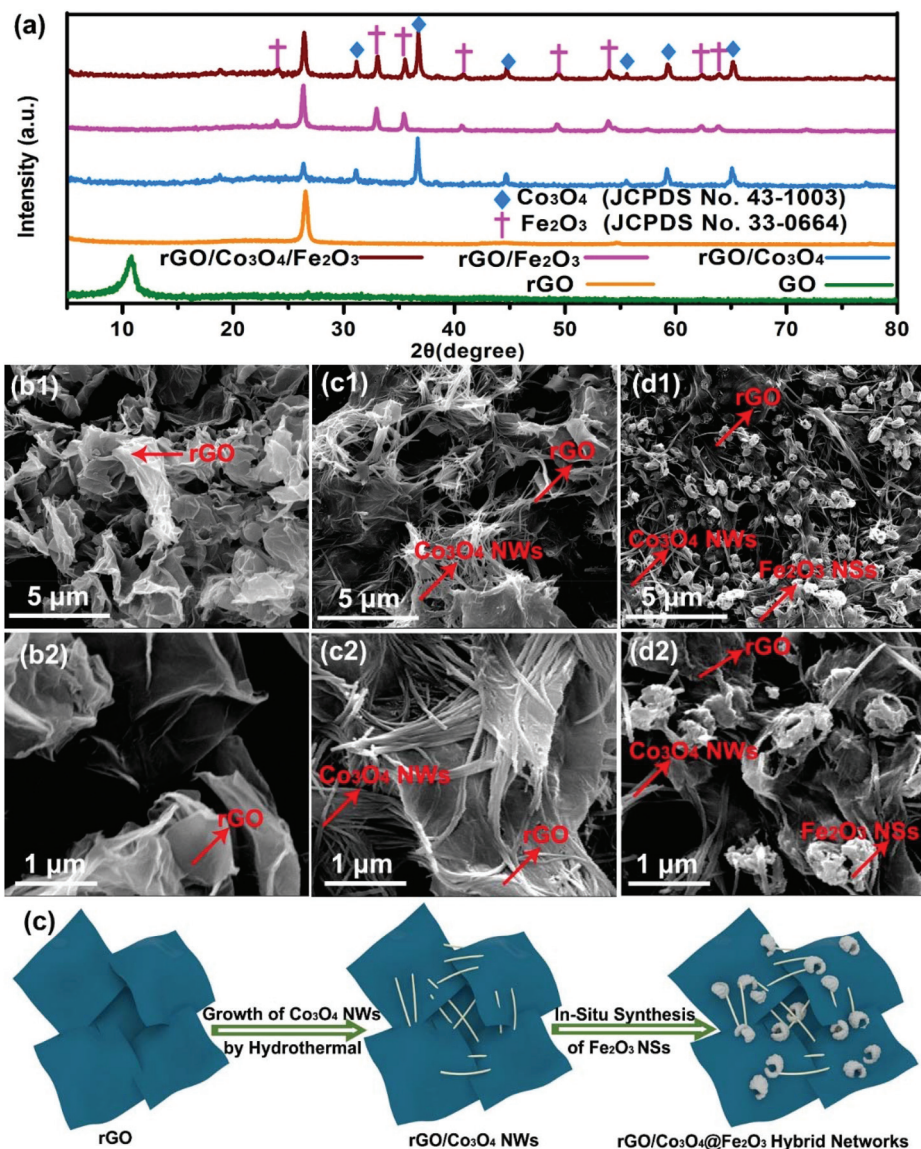 (a)
Intensity (a.u.)
Co₃O₄ (JCPDS No. 43-1003)
Fe₂O₃ (JCPDS No. 33-0664)
rGO/Co₃O₄/Fe₂O₃ rGO/Fe₂O₃ rGO/Co₃O₄
rGO GO
10 20 30 40 50 60 70 80
2θ(degree)
(b1)
rGO
5 μm
(c1)
rGO
Co₃O₄ NWs
5 μm
(d1)
rGO
Co₃O₄ NWs
Fe₂O₃ NSs
5 μm
(b2)
rGO
1 μm
(c2)
Co₃O₄ NWs
rGO
1 μm
(d2)
rGO
Co₃O₄ NWs
Fe₂O₃ NSs
1 μm
(c)
Growth of Co₃O₄ NWs
by Hydrothermal
In-Situ Synthesis
of Fe₂O₃ NSs
rGO
rGO/Co₃O₄ NWs
rGO/Co₃O₄@Fe₂O₃ Hybrid Networks